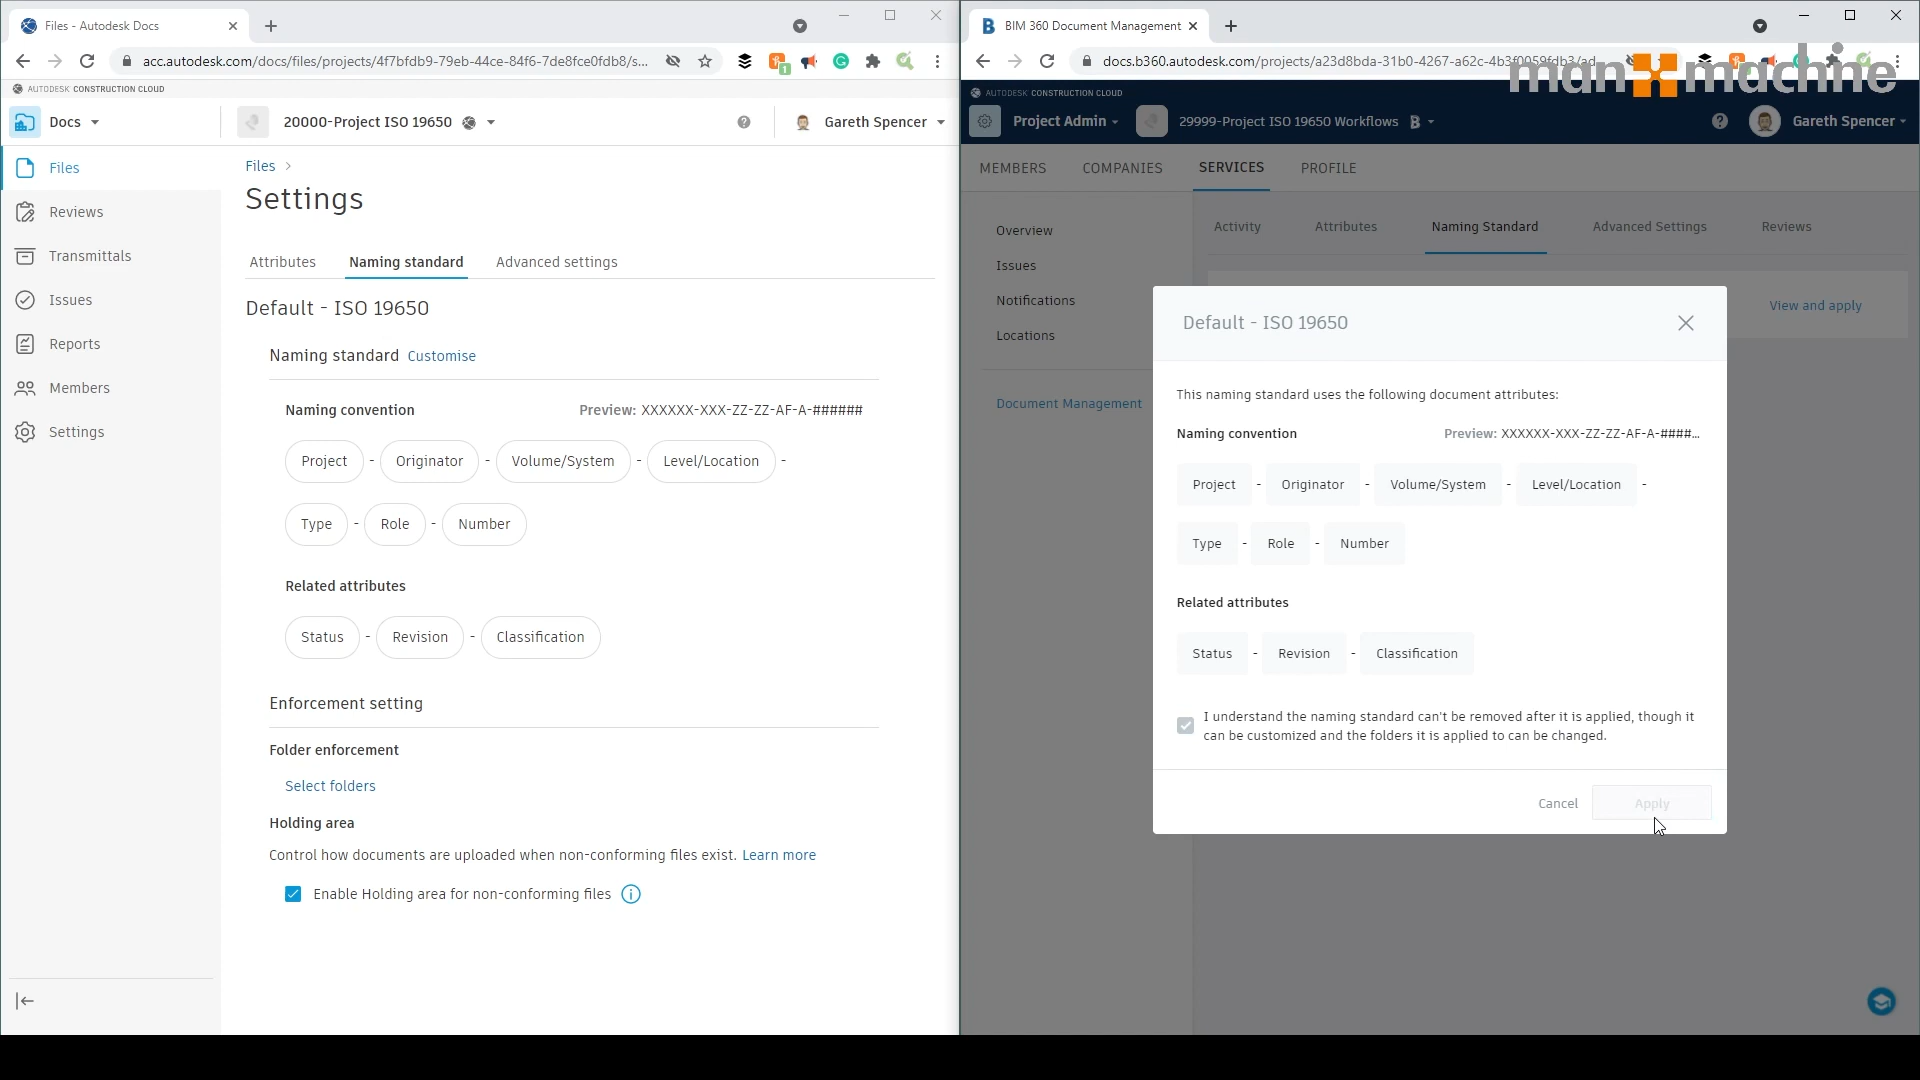 Files - Autodesk Docs
acc.autodesk.com/docs/files/projects/4f7bfdb9-79eb-44ce-84f6-7de8fce0fdb8/s...
1
AUTODESK CONSTRUCTION CLOUD
Docs
20000-Project ISO 19650
Gareth Spencer
Files
Reviews
Transmittals
Issues
Reports
Members
Settings
Files >
Settings
Attributes
Naming standard
Advanced settings
Default - ISO 19650
Naming standard Customise
Naming convention
Preview: XXXXXX-XXX-ZZ-ZZ-AF-A-######
Project - Originator - Volume/System - Level/Location -
Type - Role - Number
Related attributes
Status - Revision - Classification
Enforcement setting
Folder enforcement
Select folders
Holding area
Control how documents are uploaded when non-conforming files exist. Learn more
Enable Holding area for non-conforming files
BIM 360 Document Management
docs.b360.autodesk.com/projects/a23d8bda-31b0-4267-a62c-4b3f0059fdb3/ad
man machine
AUTODESK CONSTRUCTION CLOUD
Project Admin
29999-Project ISO 19650 Workflows B
Gareth Spencer
MEMBERS
COMPANIES
SERVICES
PROFILE
Overview
Issues
Notifications
Locations
Document Management
Activity
Attributes
Naming Standard
Advanced Settings
Reviews
View and apply
Default - ISO 19650
This naming standard uses the following document attributes:
Naming convention
Preview: XXXXXX-XXX-ZZ-ZZ-AF-A-####...
Project - Originator - Volume/System - Level/Location -
Type - Role - Number
Related attributes
Status - Revision - Classification
I understand the naming standard can't be removed after it is applied, though it
can be customized and the folders it is applied to can be changed.
Cancel
Apply